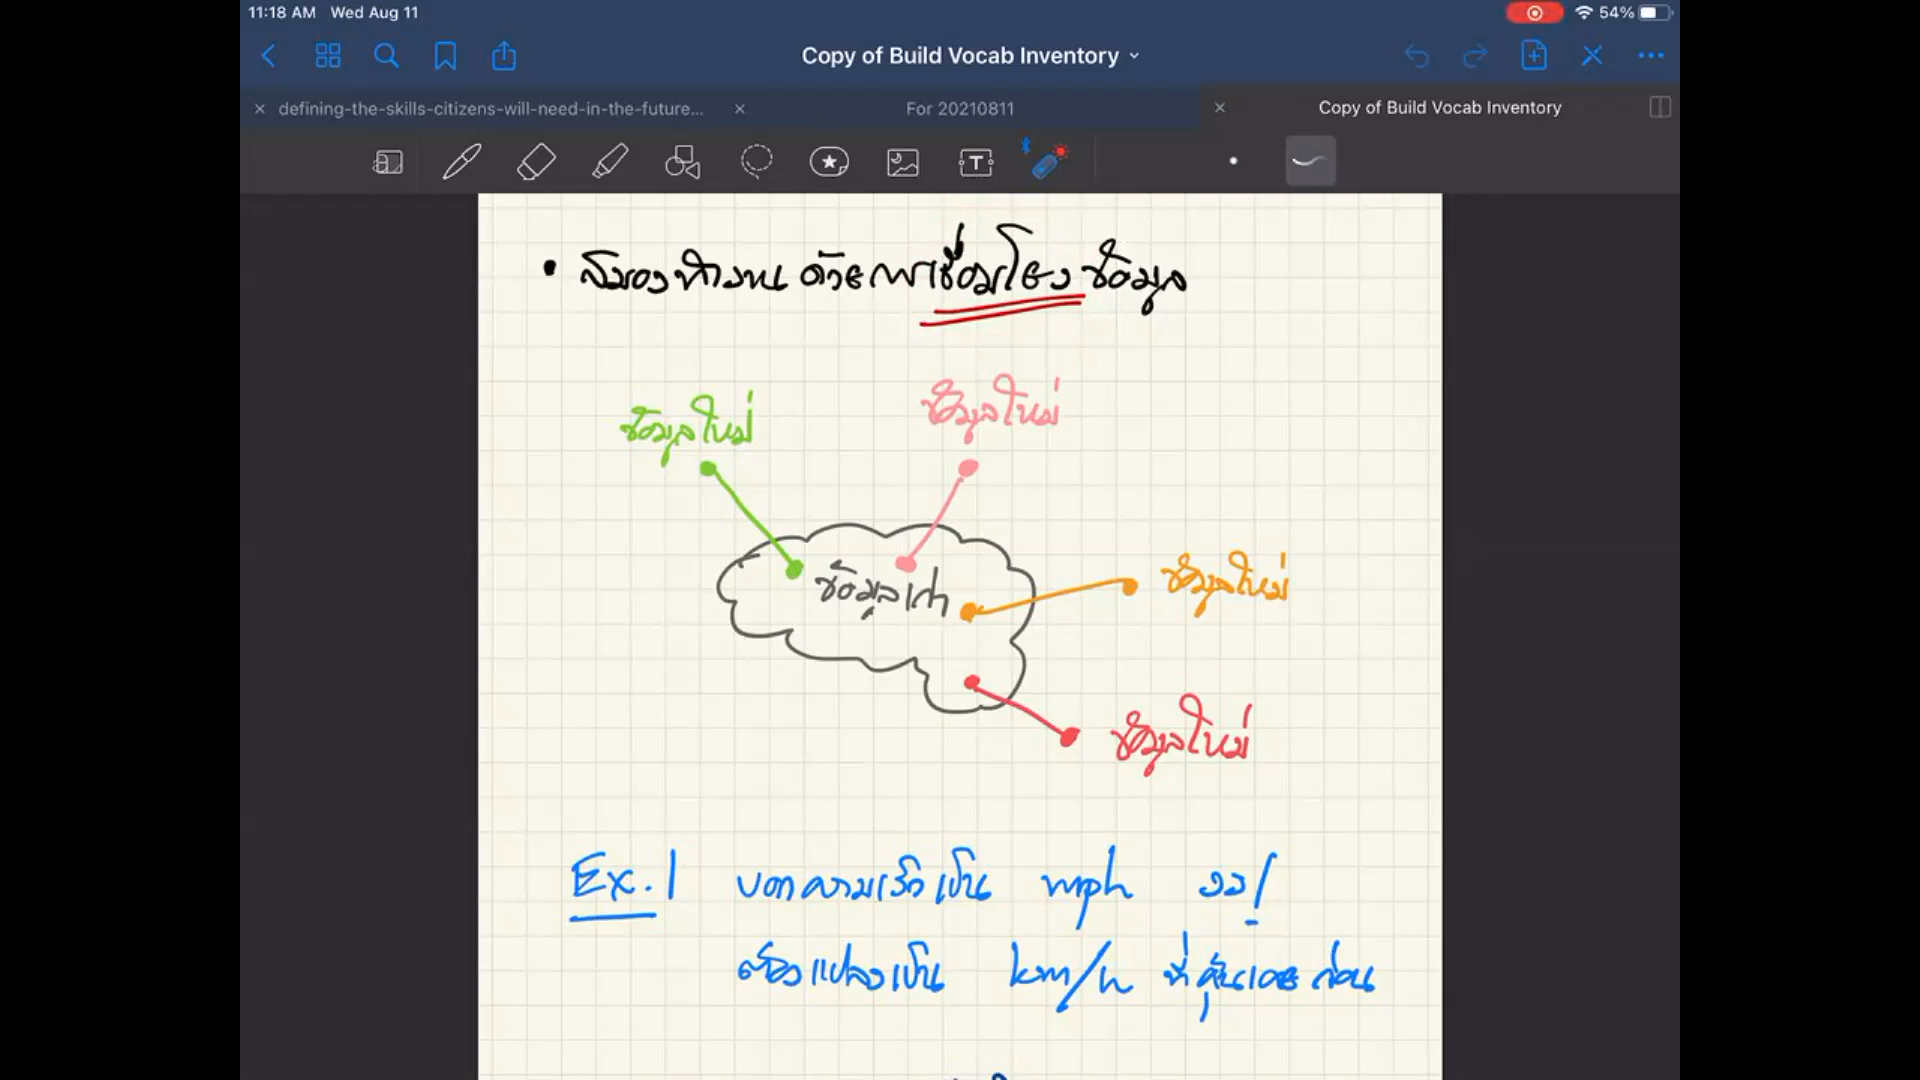 11:18 AM Wed Aug 11
54%
Copy of Build Vocab Inventory
defining-the-skills-citizens-will-need-in-the-future...
For 20210811
Copy of Build Vocab Inventory
• สมองทำงานด้วยการเชื่อมโยงข้อมูล
ข้อมูลใหม่
ข้อมูลใหม่
ข้อมูลเก่า
ข้อมูลใหม่
ข้อมูลใหม่
Ex. 1 บอกความเร็วเป็น mph งง!
ต้องแปลงเป็น km/h ที่คุ้นเคยก่อน